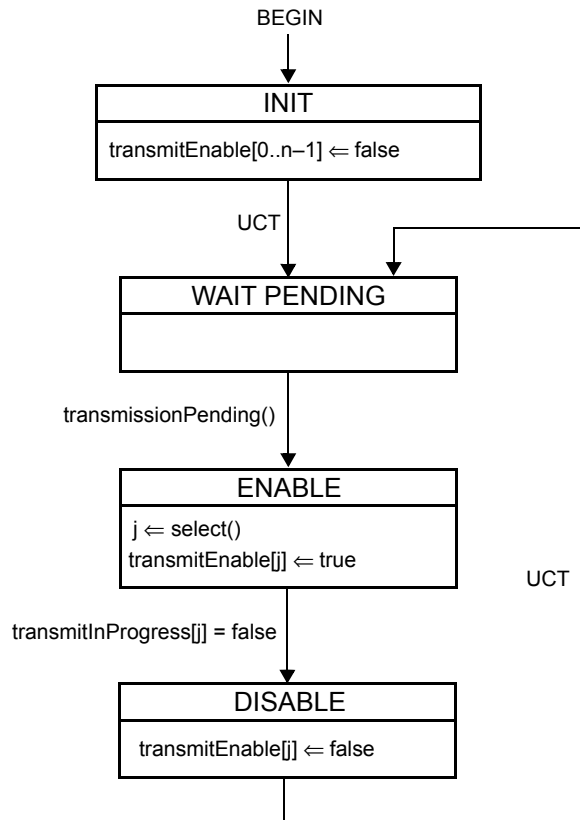 BEGIN
INIT
transmitEnable[0..n–1] ⇐ false
UCT
WAIT PENDING
transmissionPending()
ENABLE
j ⇐ select()
transmitEnable[j] ⇐ true
UCT
transmitInProgress[j] = false
DISABLE
transmitEnable[j] ⇐ false